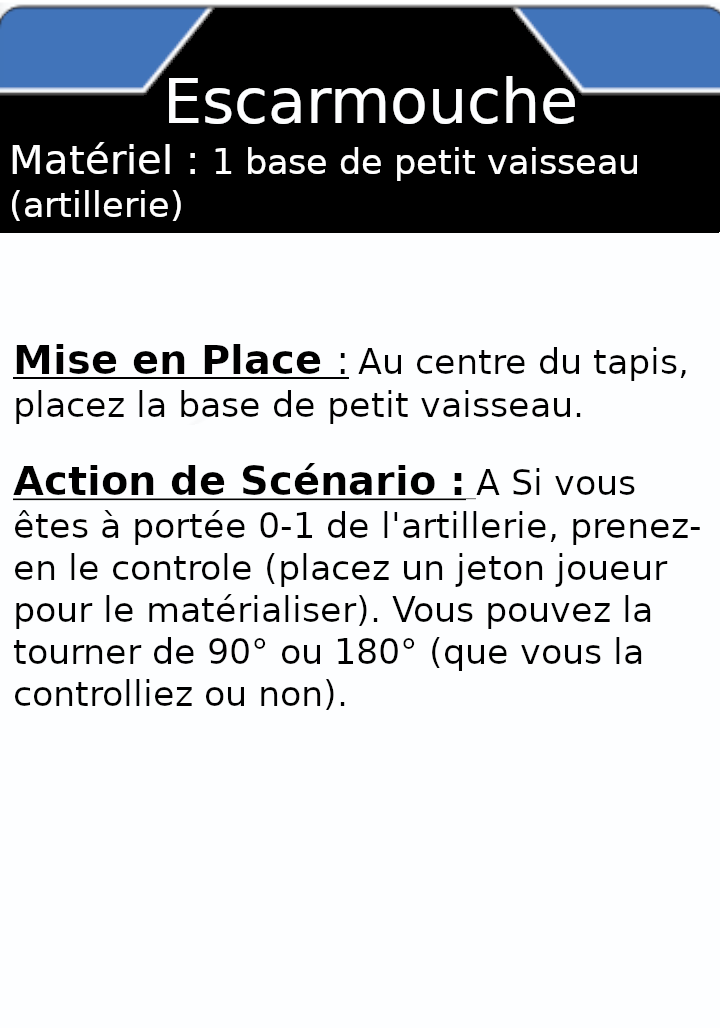 Escarmouche
Matériel : 1 base de petit vaisseau
(artillerie)
Mise en Place : Au centre du tapis,
placez la base de petit vaisseau.
Action de Scénario : A Si vous
êtes à portée 0-1 de l'artillerie, prenez-
en le controle (placez un jeton joueur
pour le matérialiser). Vous pouvez la
tourner de 90° ou 180° (que vous la
controlliez ou non).